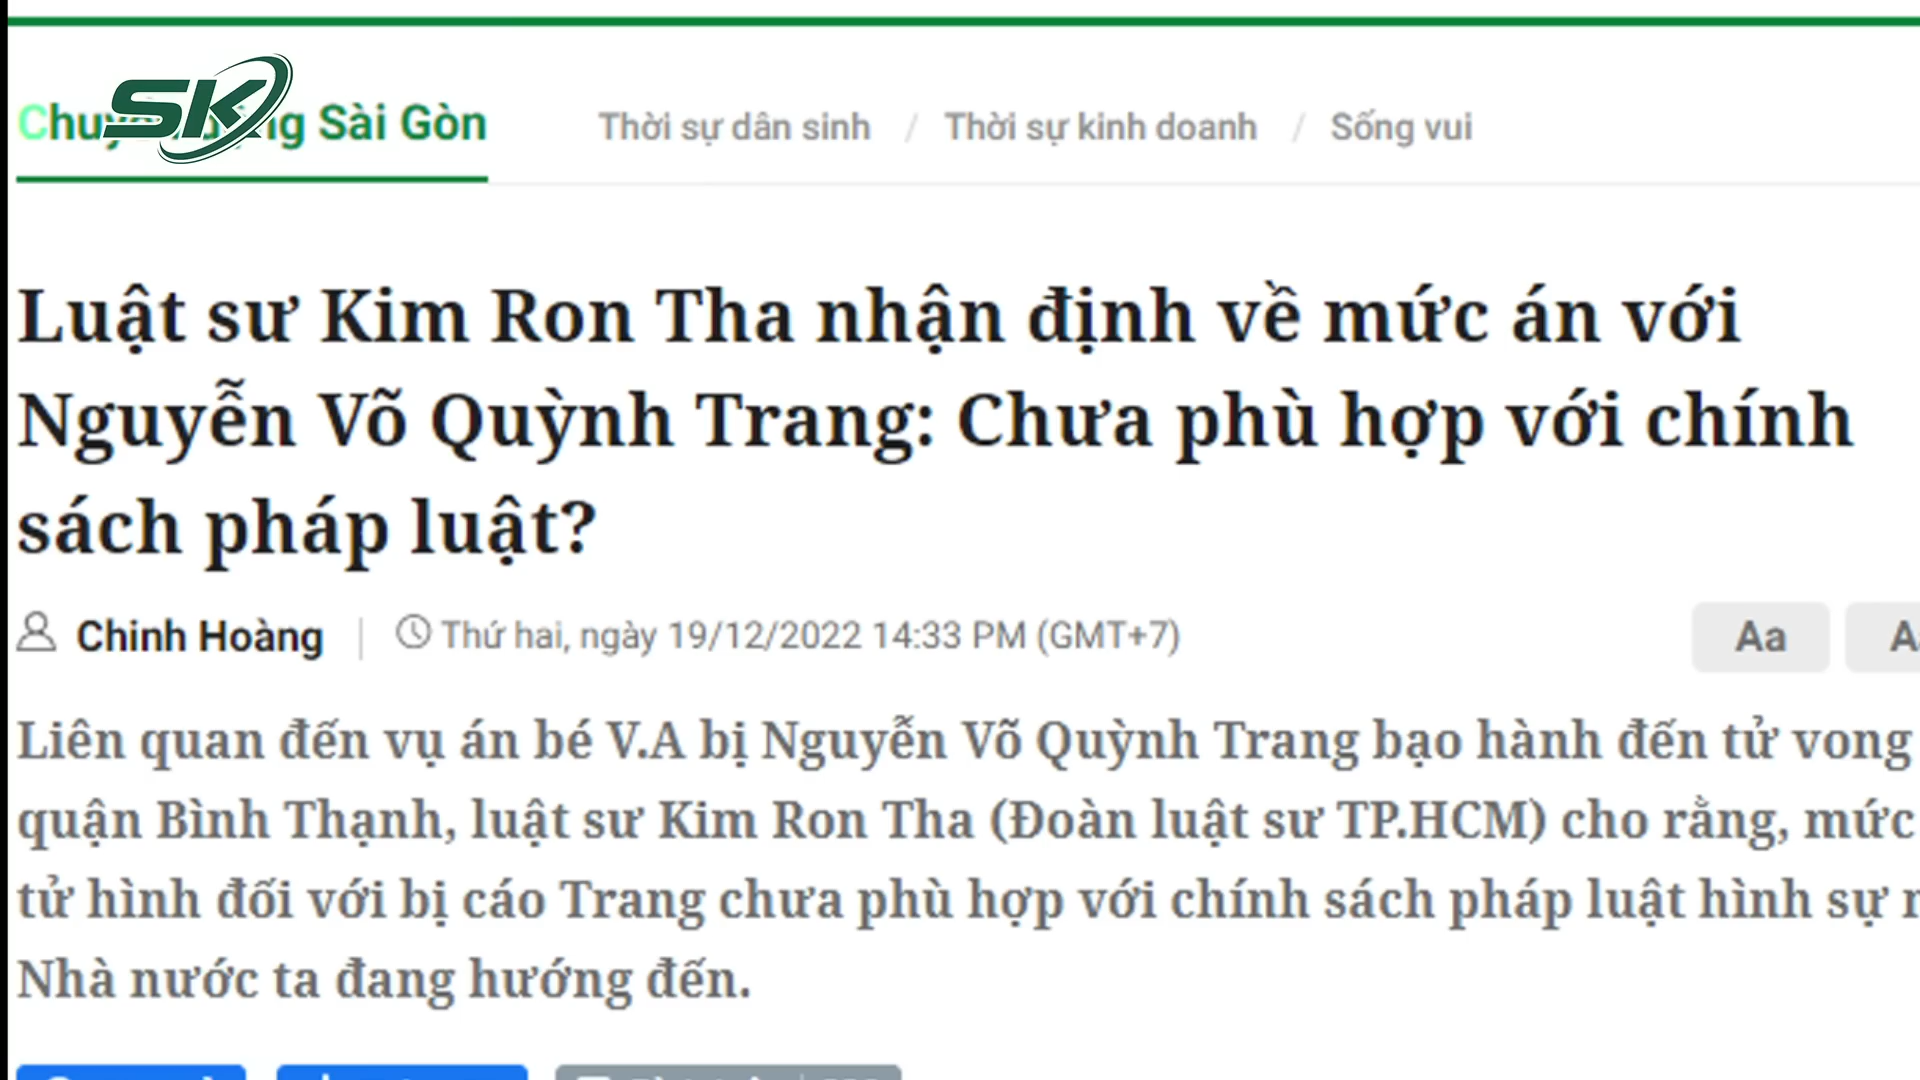 SK
Sài Gòn
Thời sự dân sinh / Thời sự kinh doanh / Sống vui
Luật sư Kim Ron Tha nhận định về mức án với
Nguyễn Võ Quỳnh Trang: Chưa phù hợp với chính
sách pháp luật?
Chinh Hoàng | Thứ hai, ngày 19/12/2022 14:33 PM (GMT+7)
Aa
Liên quan đến vụ án bé V.A bị Nguyễn Võ Quỳnh Trang bạo hành đến tử vong
quận Bình Thạnh, luật sư Kim Ron Tha (Đoàn luật sư TP.HCM) cho rằng, mức
tử hình đối với bị cáo Trang chưa phù hợp với chính sách pháp luật hình sự
Nhà nước ta đang hướng đến.